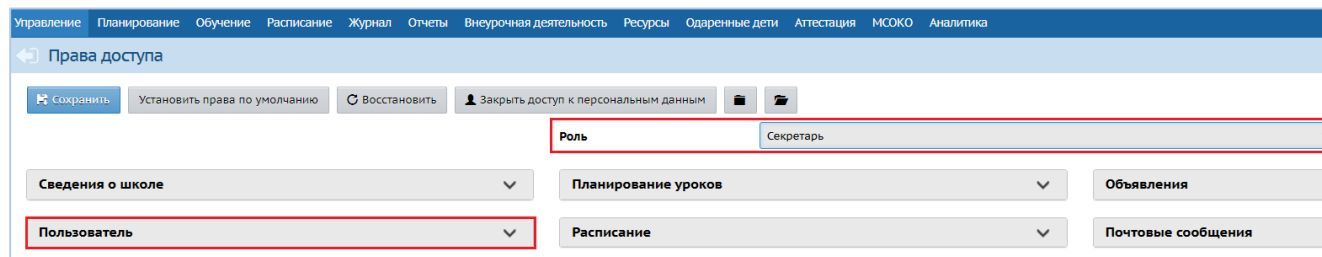 Управление Планирование Обучение Расписание Журнал Отчеты Внеурочная деятельность Ресурсы Одаренные дети Аттестация МСОКО Аналитика
Права доступа
Сохранить Установить права по умолчанию Восстановить Закрыть доступ к персональным данным
Роль Секретарь
Сведения о школе Планирование уроков Объявления
Пользователь Расписание Почтовые сообщения